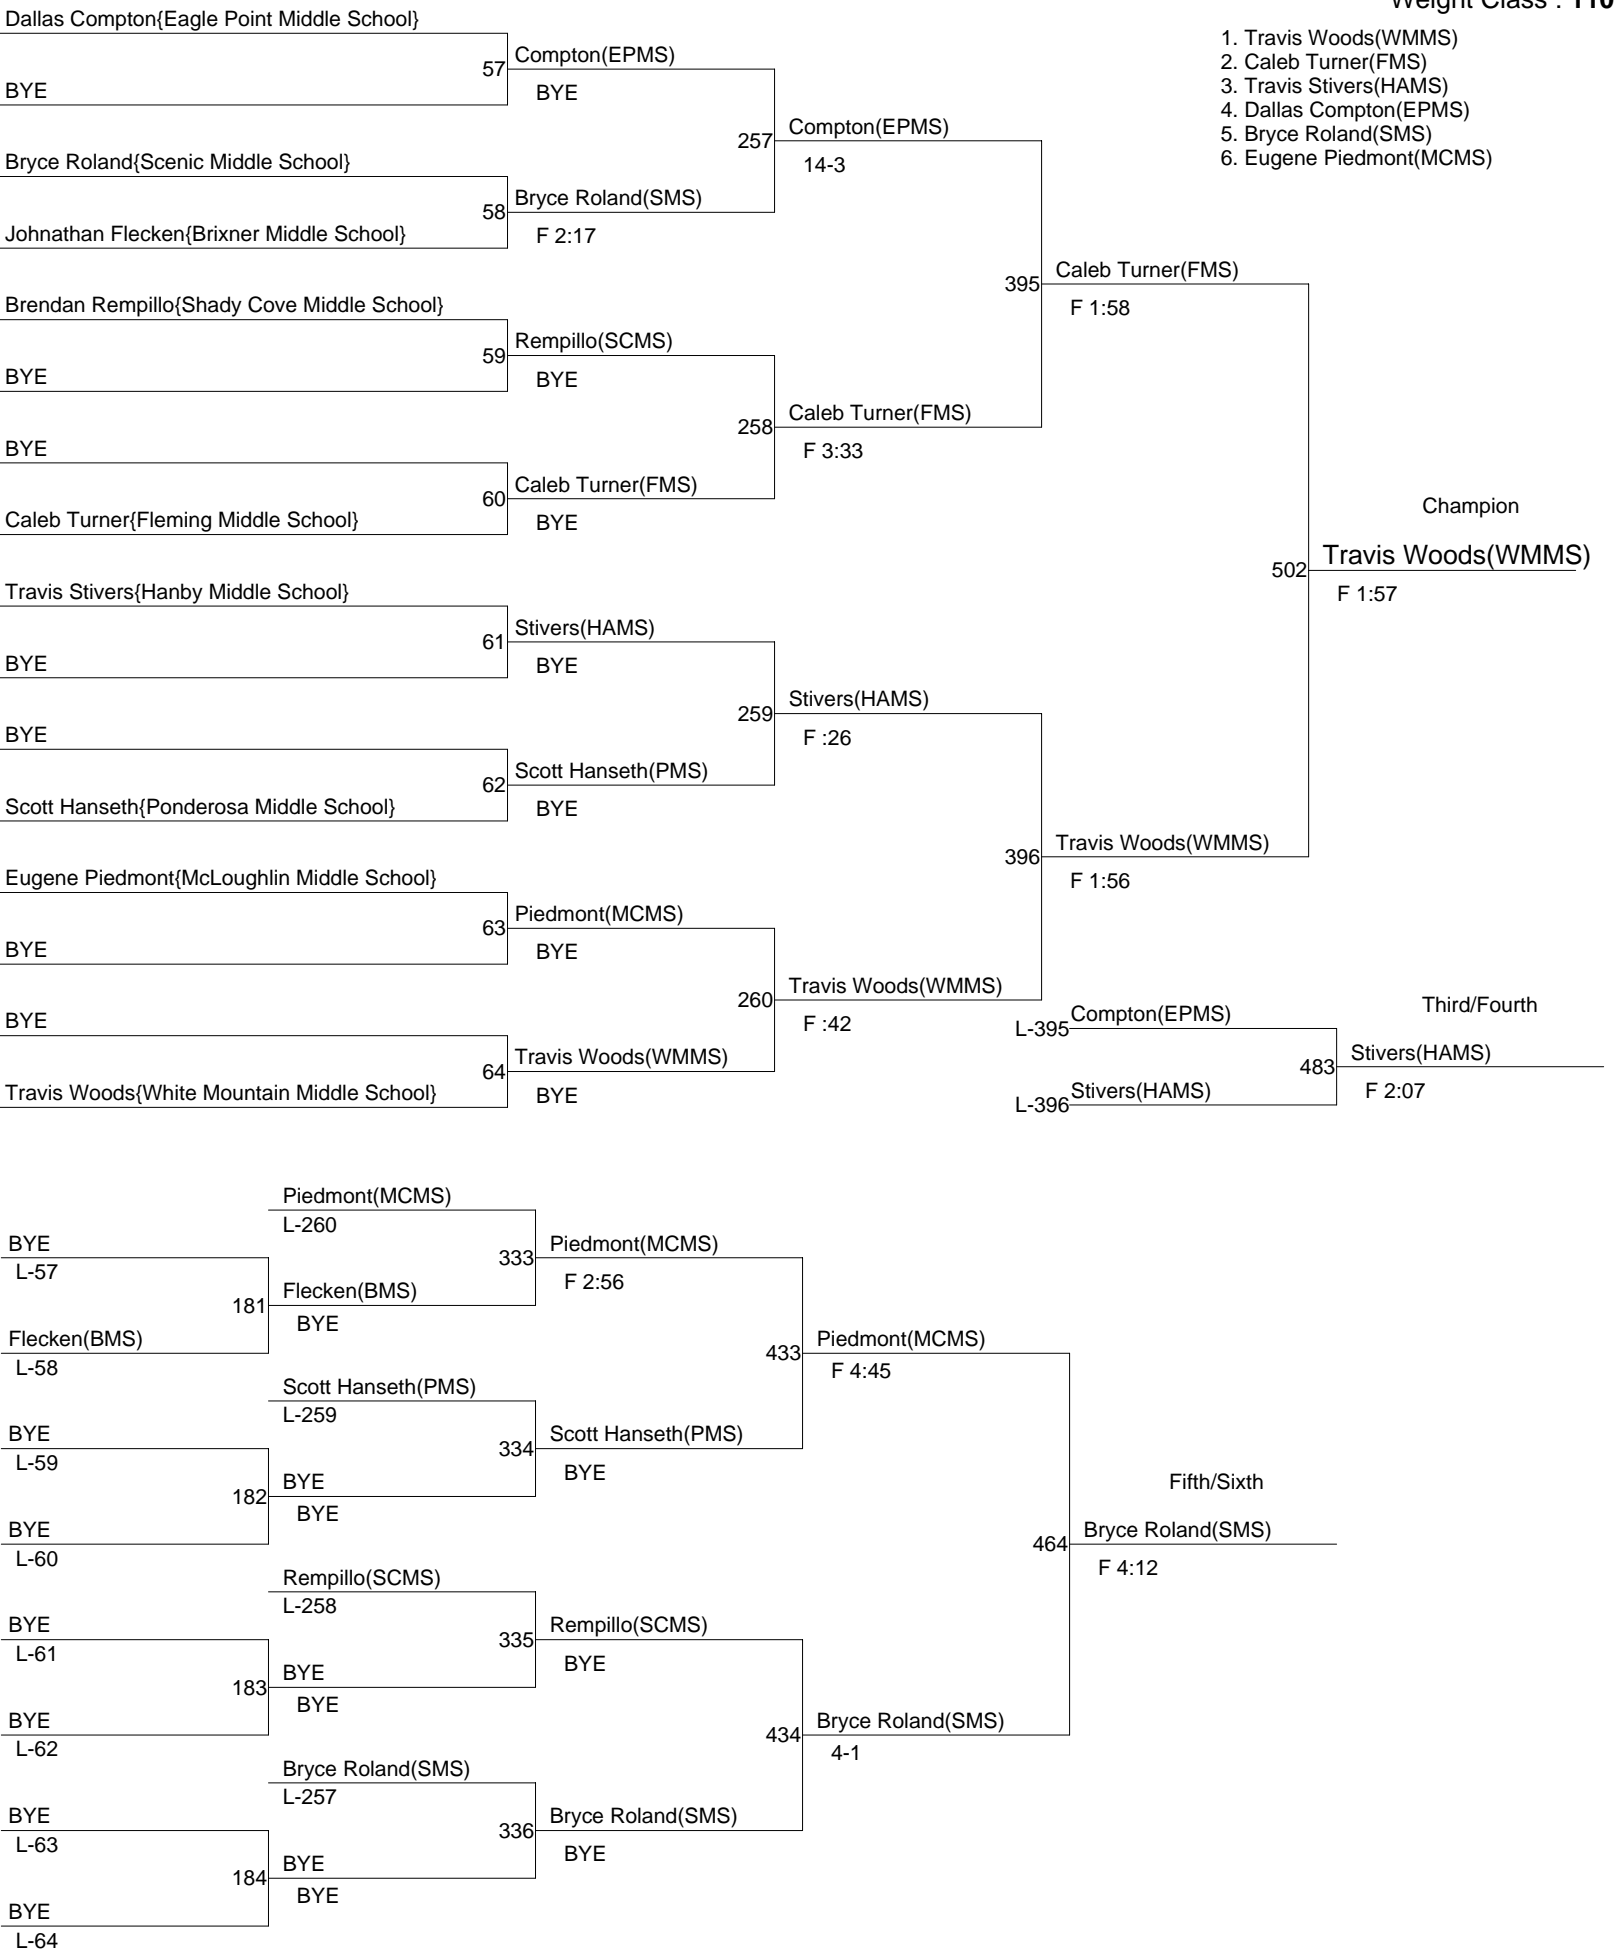 Weight Class : 110
1. Travis Woods(WMMS)
2. Caleb Turner(FMS)
3. Travis Stivers(HAMS)
4. Dallas Compton(EPMS)
5. Bryce Roland(SMS)
6. Eugene Piedmont(MCMS)
Dallas Compton{Eagle Point Middle School}
57
BYE
Bryce Roland{Scenic Middle School}
58
Johnathan Flecken{Brixner Middle School}
Brendan Rempillo{Shady Cove Middle School}
59
BYE
BYE
60
Caleb Turner{Fleming Middle School}
Travis Stivers{Hanby Middle School}
61
BYE
BYE
62
Scott Hanseth{Ponderosa Middle School}
Eugene Piedmont{McLoughlin Middle School}
63
BYE
BYE
64
Travis Woods{White Mountain Middle School}
Compton(EPMS)
BYE
257
Bryce Roland(SMS)
F 2:17
Rempillo(SCMS)
BYE
258
Caleb Turner(FMS)
BYE
Stivers(HAMS)
BYE
259
Scott Hanseth(PMS)
BYE
Piedmont(MCMS)
BYE
260
Travis Woods(WMMS)
BYE
Compton(EPMS)
14-3
395
Caleb Turner(FMS)
F 3:33
Stivers(HAMS)
F :26
396
Travis Woods(WMMS)
F :42
Caleb Turner(FMS)
F 1:58
502
Travis Woods(WMMS)
F 1:56
Champion
Travis Woods(WMMS)
F 1:57
Third/Fourth
L-395
Compton(EPMS)
483
L-396
Stivers(HAMS)
Stivers(HAMS)
F 2:07
BYE
L-57
181
Flecken(BMS)
L-58
BYE
L-59
182
BYE
L-60
BYE
L-61
183
BYE
L-62
BYE
L-63
184
BYE
L-64
Piedmont(MCMS)
L-260
333
Flecken(BMS)
BYE
Scott Hanseth(PMS)
L-259
334
BYE
BYE
Rempillo(SCMS)
L-258
335
BYE
BYE
Bryce Roland(SMS)
L-257
336
BYE
BYE
Piedmont(MCMS)
F 2:56
433
Scott Hanseth(PMS)
BYE
Rempillo(SCMS)
BYE
434
Bryce Roland(SMS)
BYE
Piedmont(MCMS)
F 4:45
464
Bryce Roland(SMS)
4-1
Fifth/Sixth
Bryce Roland(SMS)
F 4:12